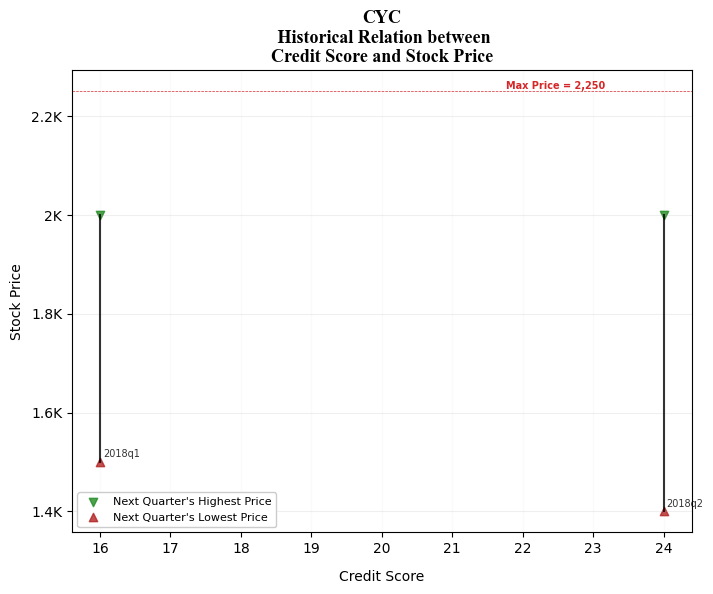 CYC
Historical Relation between
Credit Score and Stock Price
Max Price = 2,250
2.2K
2K
1.8K
1.6K
1.4K
Stock Price
2018q1
2018q2
Next Quarter's Highest Price
Next Quarter's Lowest Price
16 17 18 19 20 21 22 23 24
Credit Score